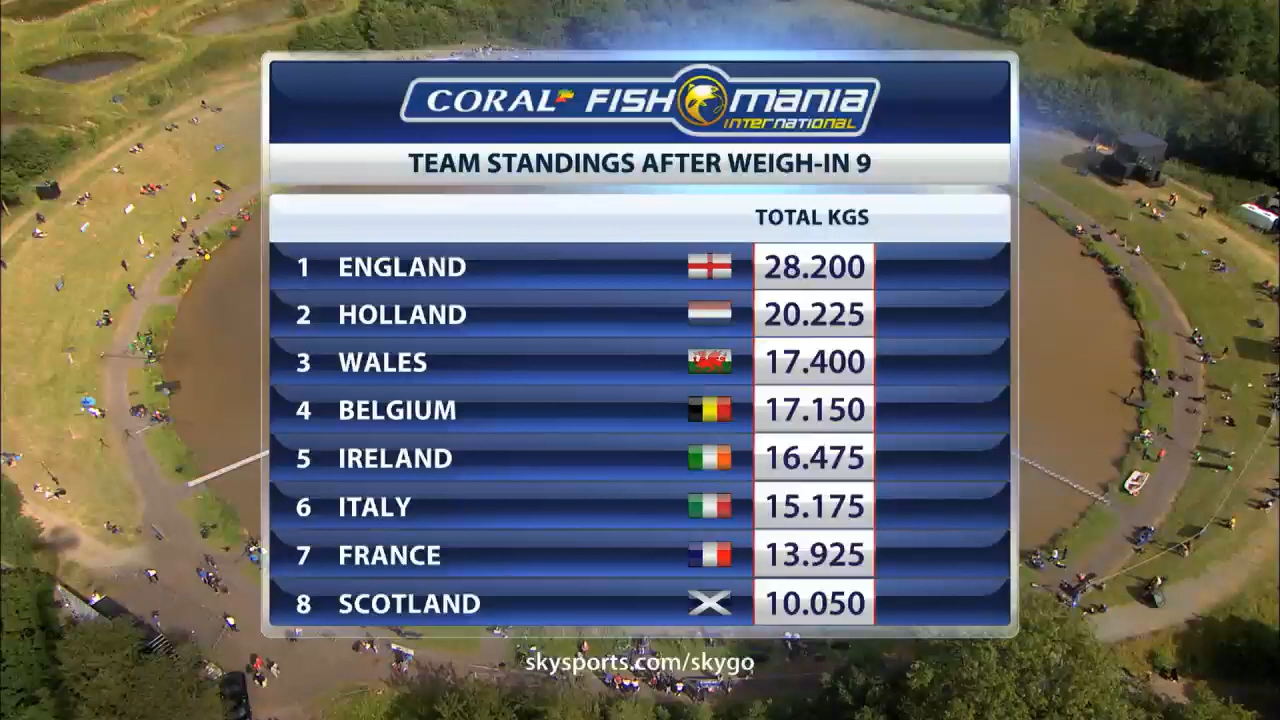 CORAL FISH MANIA
INTERNATIONAL
TEAM STANDINGS AFTER WEIGH-IN 9
TOTAL KGS
1 ENGLAND 28.200
2 HOLLAND 20.225
3 WALES 17.400
4 BELGIUM 17.150
5 IRELAND 16.475
6 ITALY 15.175
7 FRANCE 13.925
8 SCOTLAND 10.050
skysports.com/skygo